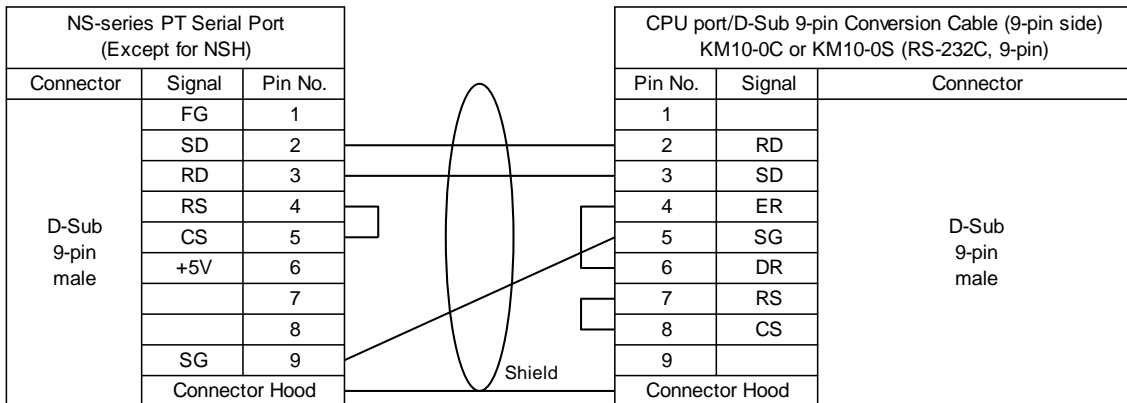 NS-series PT Serial Port
(Except for NSH)
CPU port/D-Sub 9-pin Conversion Cable (9-pin side)
KM10-0C or KM10-0S (RS-232C, 9-pin)
Connector Signal Pin No.
Pin No. Signal Connector
FG 1
1
SD 2
2 RD
RD 3
3 SD
RS 4
4 ER
CS 5
5 SG
+5V 6
6 DR
7
7 RS
8
8 CS
SG 9
9
D-Sub
9-pin
male
D-Sub
9-pin
male
Shield
Connector Hood
Connector Hood